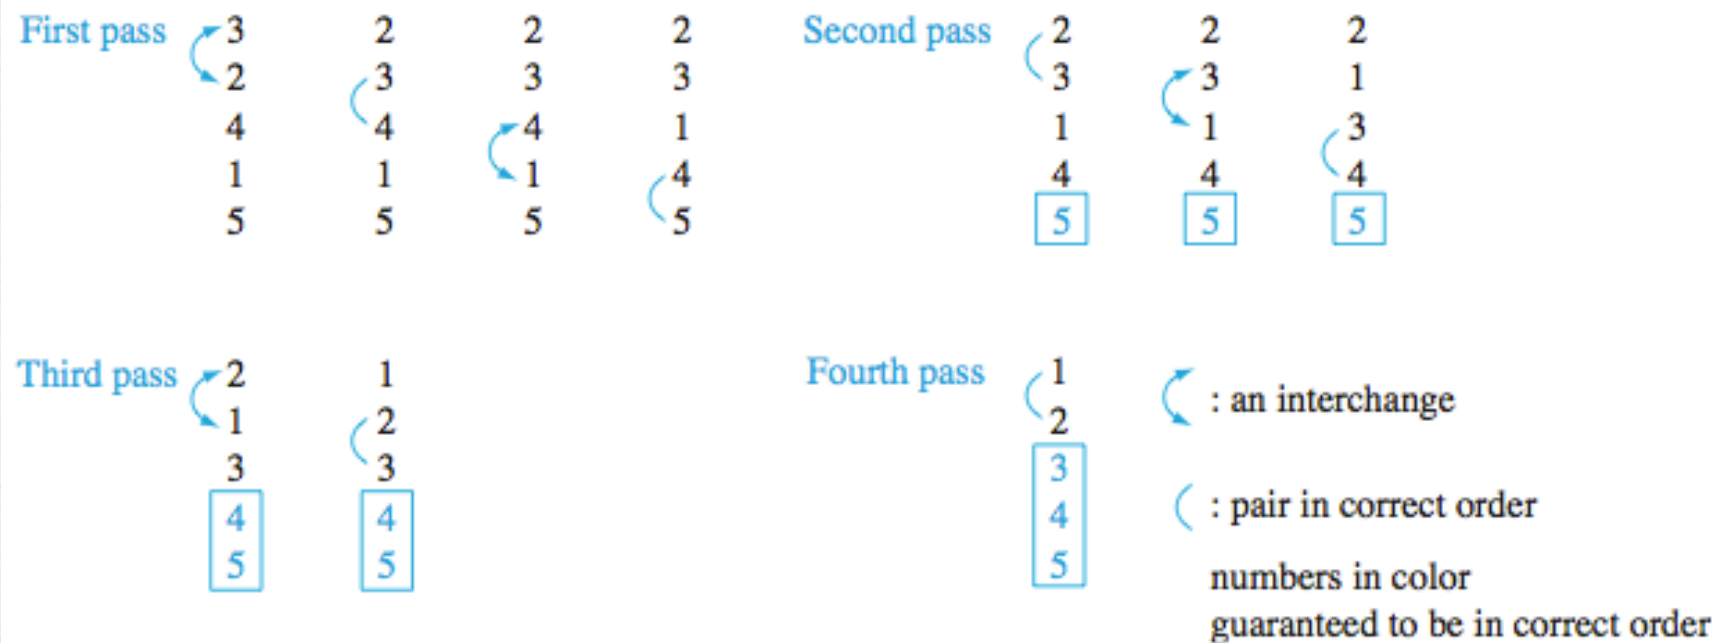 First pass 3 2 2 2
2 3 3 3
4 4 4 1
1 1 1 4
5 5 5 5
Second pass 2 2 2
3 3 1
1 1 3
4 4 4
5 5 5
Third pass 2 1
1 2
3 3
4 4
5 5
Fourth pass 1
2
3
4
5
: an interchange
: pair in correct order
numbers in color
guaranteed to be in correct order